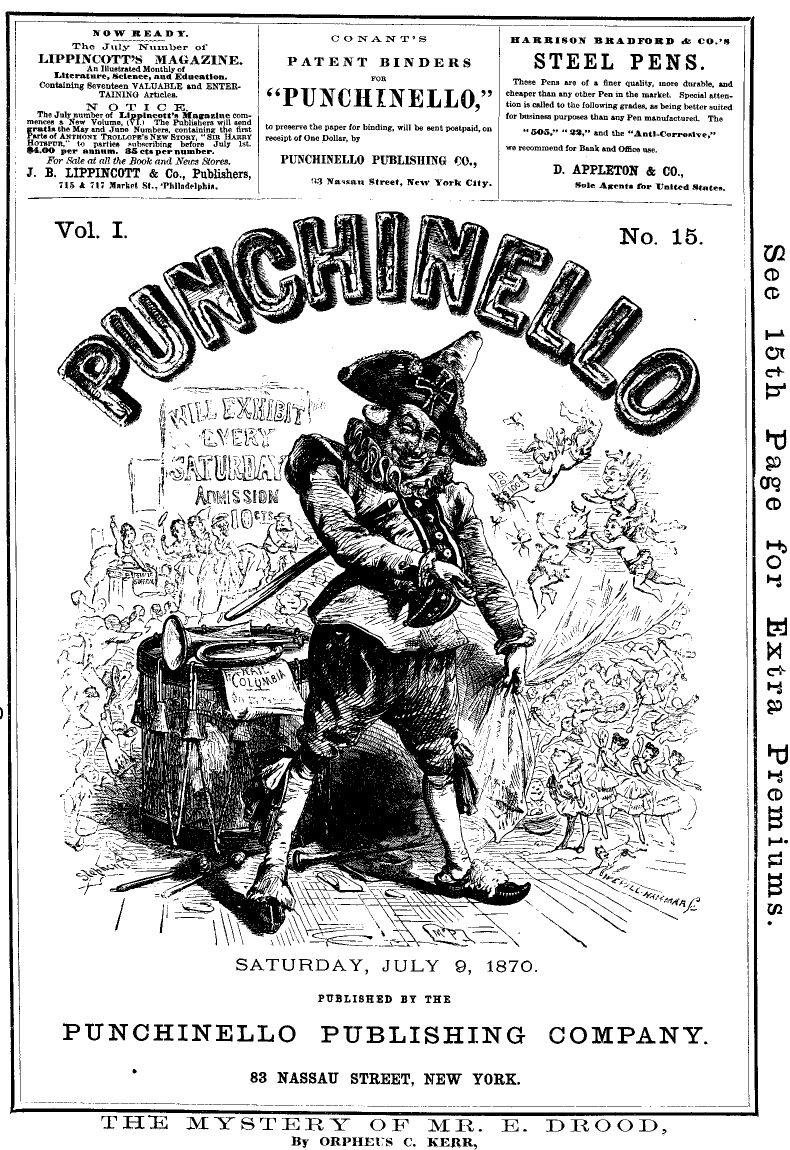 NOW READY.
The July Number of
LIPPINCOTT'S MAGAZINE.
An Illustrated Monthly of
Literature, Science, and Education.
Containing Seventeen VALUABLE and ENTER-
TAINING Articles.
NOTICE.
The July number of Lippincott's Magazine com-
mences a New Volume, (VI.) The Publishers will send
gratis the May and June Numbers, containing the first
Parts of ANTHONY TROLLOPE'S NEW STORY, "SIR HARRY
HOTSPUR," to parties subscribing before July 1st.
$4.00 per annum. 35 cts per number.
For Sale at all the Book and News Stores.
J. B. LIPPINCOTT & Co., Publishers,
715 & 717 Market St., Philadelphia.
CONANT'S
PATENT BINDERS
FOR
"PUNCHINELLO,"
to preserve the paper for binding, will be sent postpaid, on
receipt of One Dollar, by
PUNCHINELLO PUBLISHING CO.,
83 Nassau Street, New York City.
HARRISON BRADFORD & CO.'S
STEEL PENS.
These Pens are of a finer quality, more durable, and
cheaper than any other Pen in the market. Special atten-
tion is called to the following grades, as being better suited
for business purposes than any Pen manufactured. The
"505," "22," and the "Anti-Corrosive,"
we recommend for Bank and Office use.
D. APPLETON & CO.,
Sole Agents for United States.
Vol. I.
No. 15.
PUNCHINELLO
WILL EXHIBIT
EVERY
SATURDAY
ADMISSION
10 CTS
HAIL
COLUMBIA
See 15th Page for Extra Premiums.
SATURDAY, JULY 9, 1870.
PUBLISHED BY THE
PUNCHINELLO PUBLISHING COMPANY.
83 NASSAU STREET, NEW YORK.
THE MYSTERY OF MR. E. DROOD,
By ORPHEUS C. KERR,